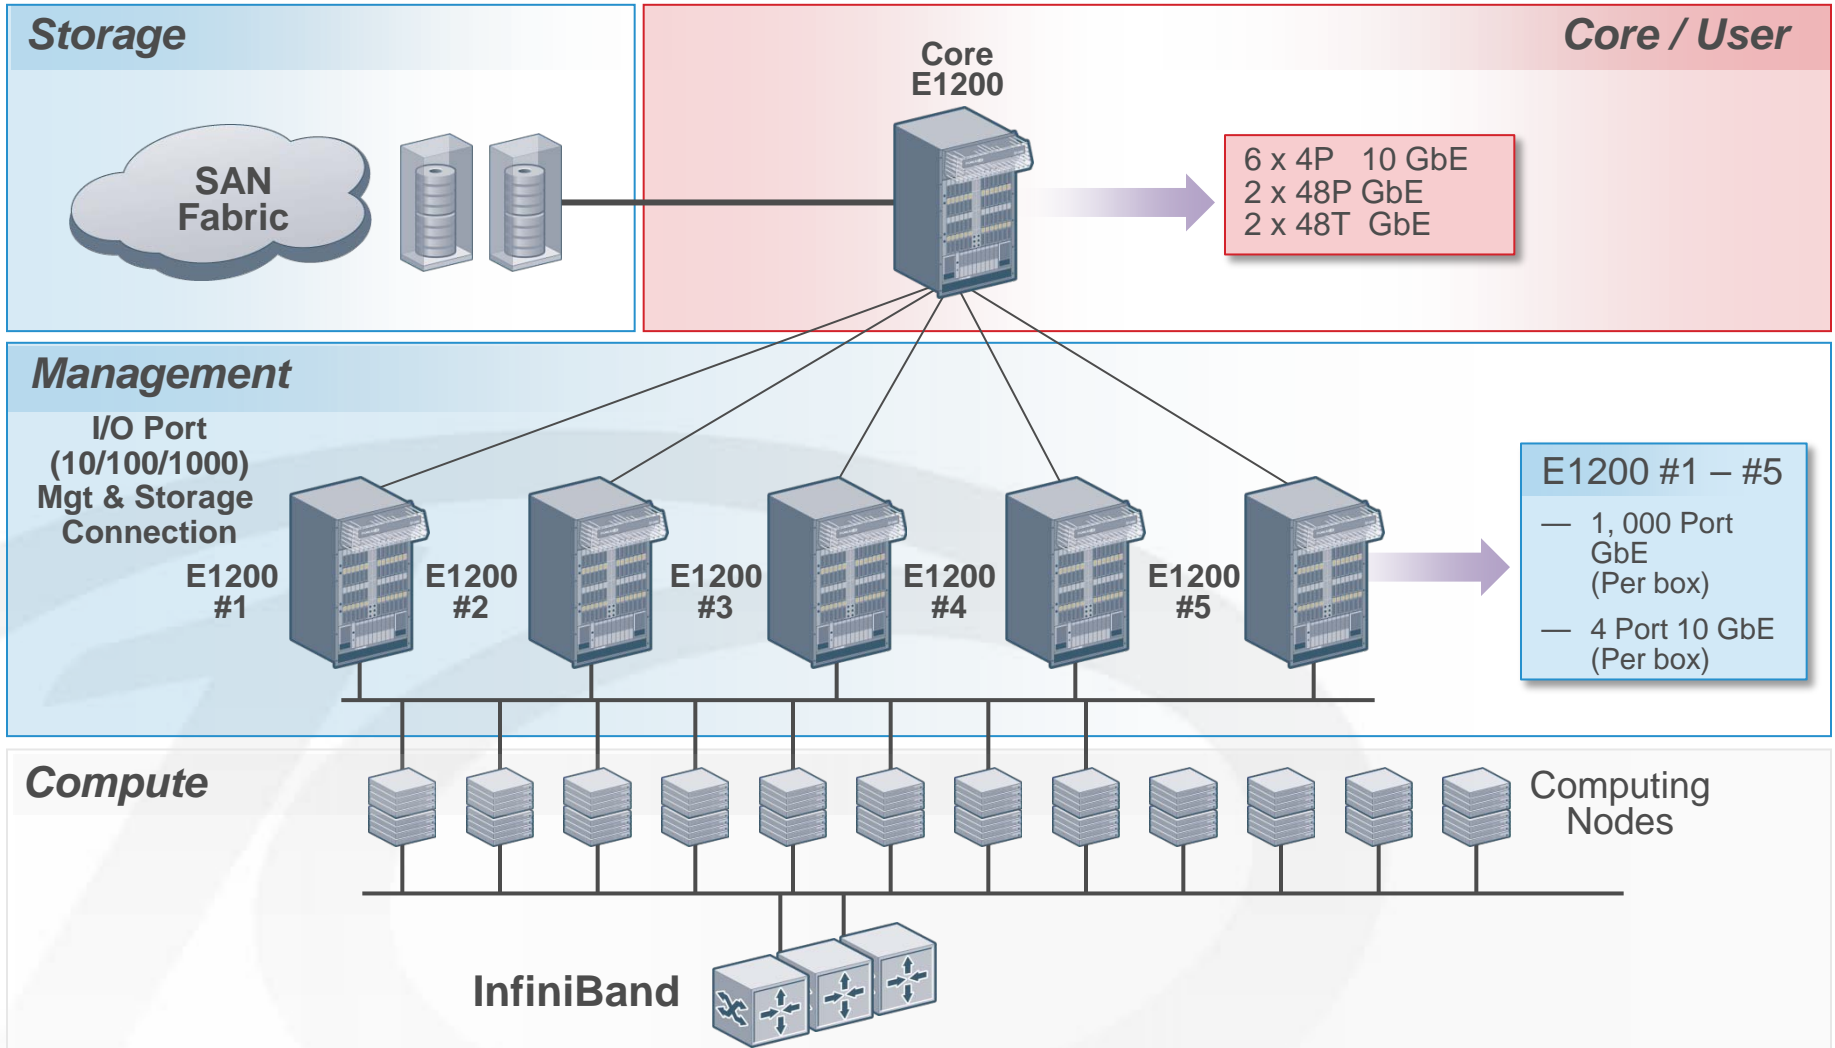 Storage
Core / User
Core
E1200
SAN
Fabric
6 x 4P 10 GbE
2 x 48P GbE
2 x 48T GbE
Management
I/O Port
(10/100/1000)
Mgt & Storage
Connection
E1200
#1
E1200
#2
E1200
#3
E1200
#4
E1200
#5
E1200 #1 – #5
— 1, 000 Port
GbE
(Per box)
— 4 Port 10 GbE
(Per box)
Compute
Computing
Nodes
InfiniBand